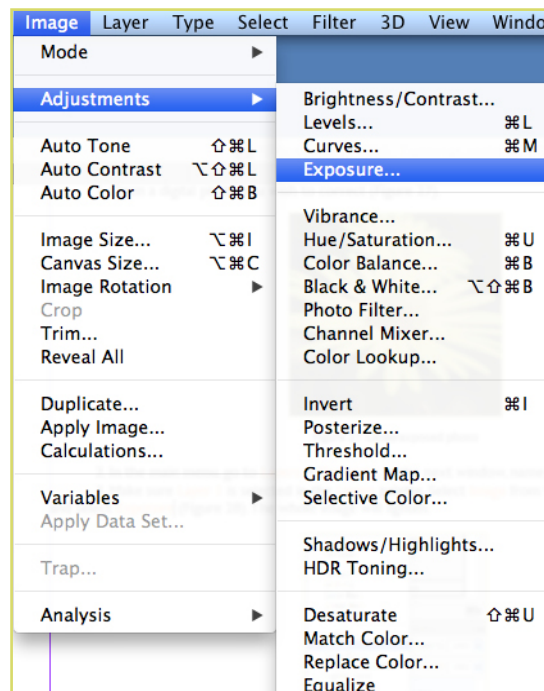 Image Layer Type Select Filter 3D View Windo
Mode
Adjustments
Auto Tone ⇧⌘L
Auto Contrast ⌥⇧⌘L
Auto Color ⇧⌘B
Image Size... ⌥⌘I
Canvas Size... ⌥⌘C
Image Rotation
Crop
Trim...
Reveal All
Duplicate...
Apply Image...
Calculations...
Variables
Apply Data Set...
Trap...
Analysis
Brightness/Contrast...
Levels... ⌘L
Curves... ⌘M
Exposure...
Vibrance...
Hue/Saturation... ⌘U
Color Balance... ⌘B
Black & White... ⌥⇧⌘B
Photo Filter...
Channel Mixer...
Color Lookup...
Invert ⌘I
Posterize...
Threshold...
Gradient Map...
Selective Color...
Shadows/Highlights...
HDR Toning...
Desaturate ⇧⌘U
Match Color...
Replace Color...
Equalize